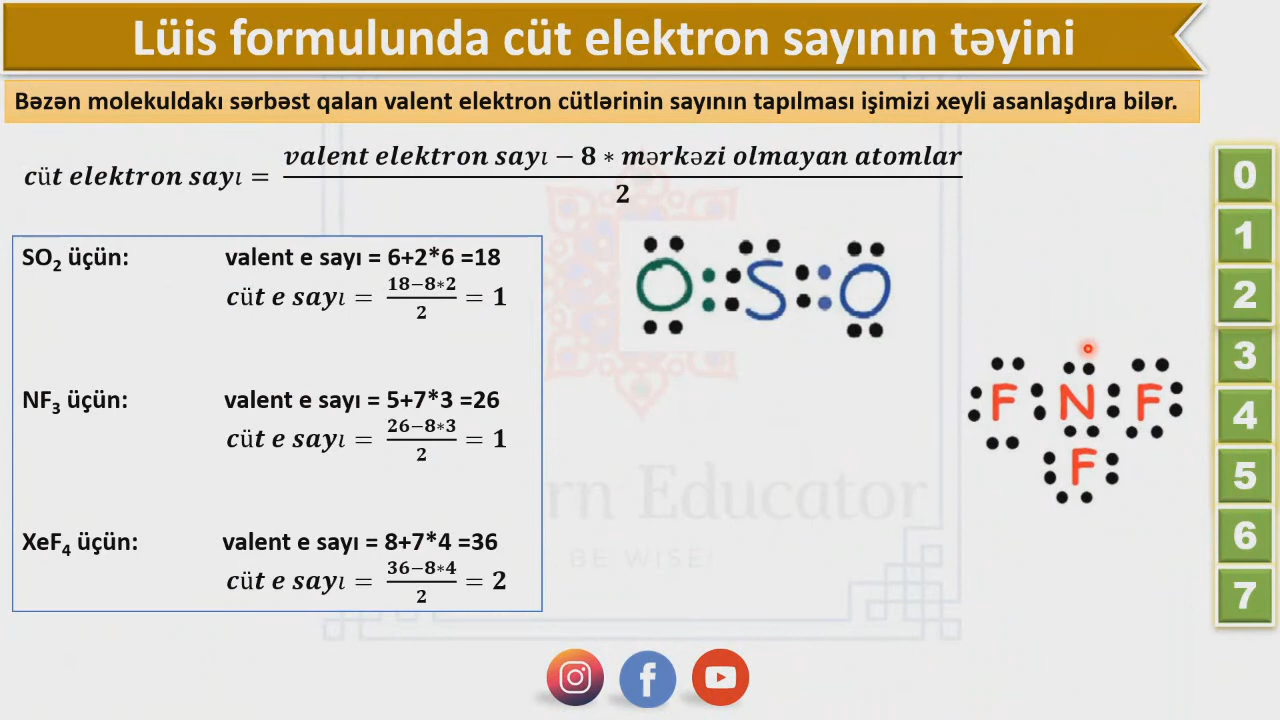 Lüis formulunda cüt elektron sayının təyini
Bəzən molekuldakı sərbəst qalan valent elektron cütlərinin sayının tapılması işimizi xeyli asanlaşdıra bilər.
cüt elektron sayı = (valent elektron sayı − 8 * mərkəzi olmayan atomlar) / 2
SO₂ üçün: valent e sayı = 6+2*6 =18
cüt e sayı = (18−8*2) / 2 = 1
NF₃ üçün: valent e sayı = 5+7*3 =26
cüt e sayı = (26−8*3) / 2 = 1
XeF₄ üçün: valent e sayı = 8+7*4 =36
cüt e sayı = (36−8*4) / 2 = 2
O S O
F N F
F
rn Educator
BE WISE!
0
1
2
3
4
5
6
7